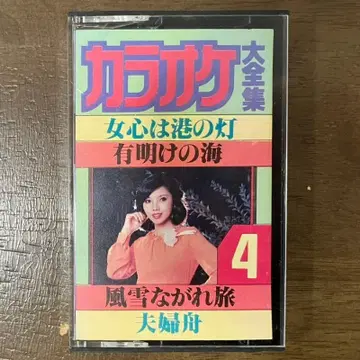 カラオケ大全集
女心は港の灯
有明けの海
4
風雪ながれ旅
夫婦舟